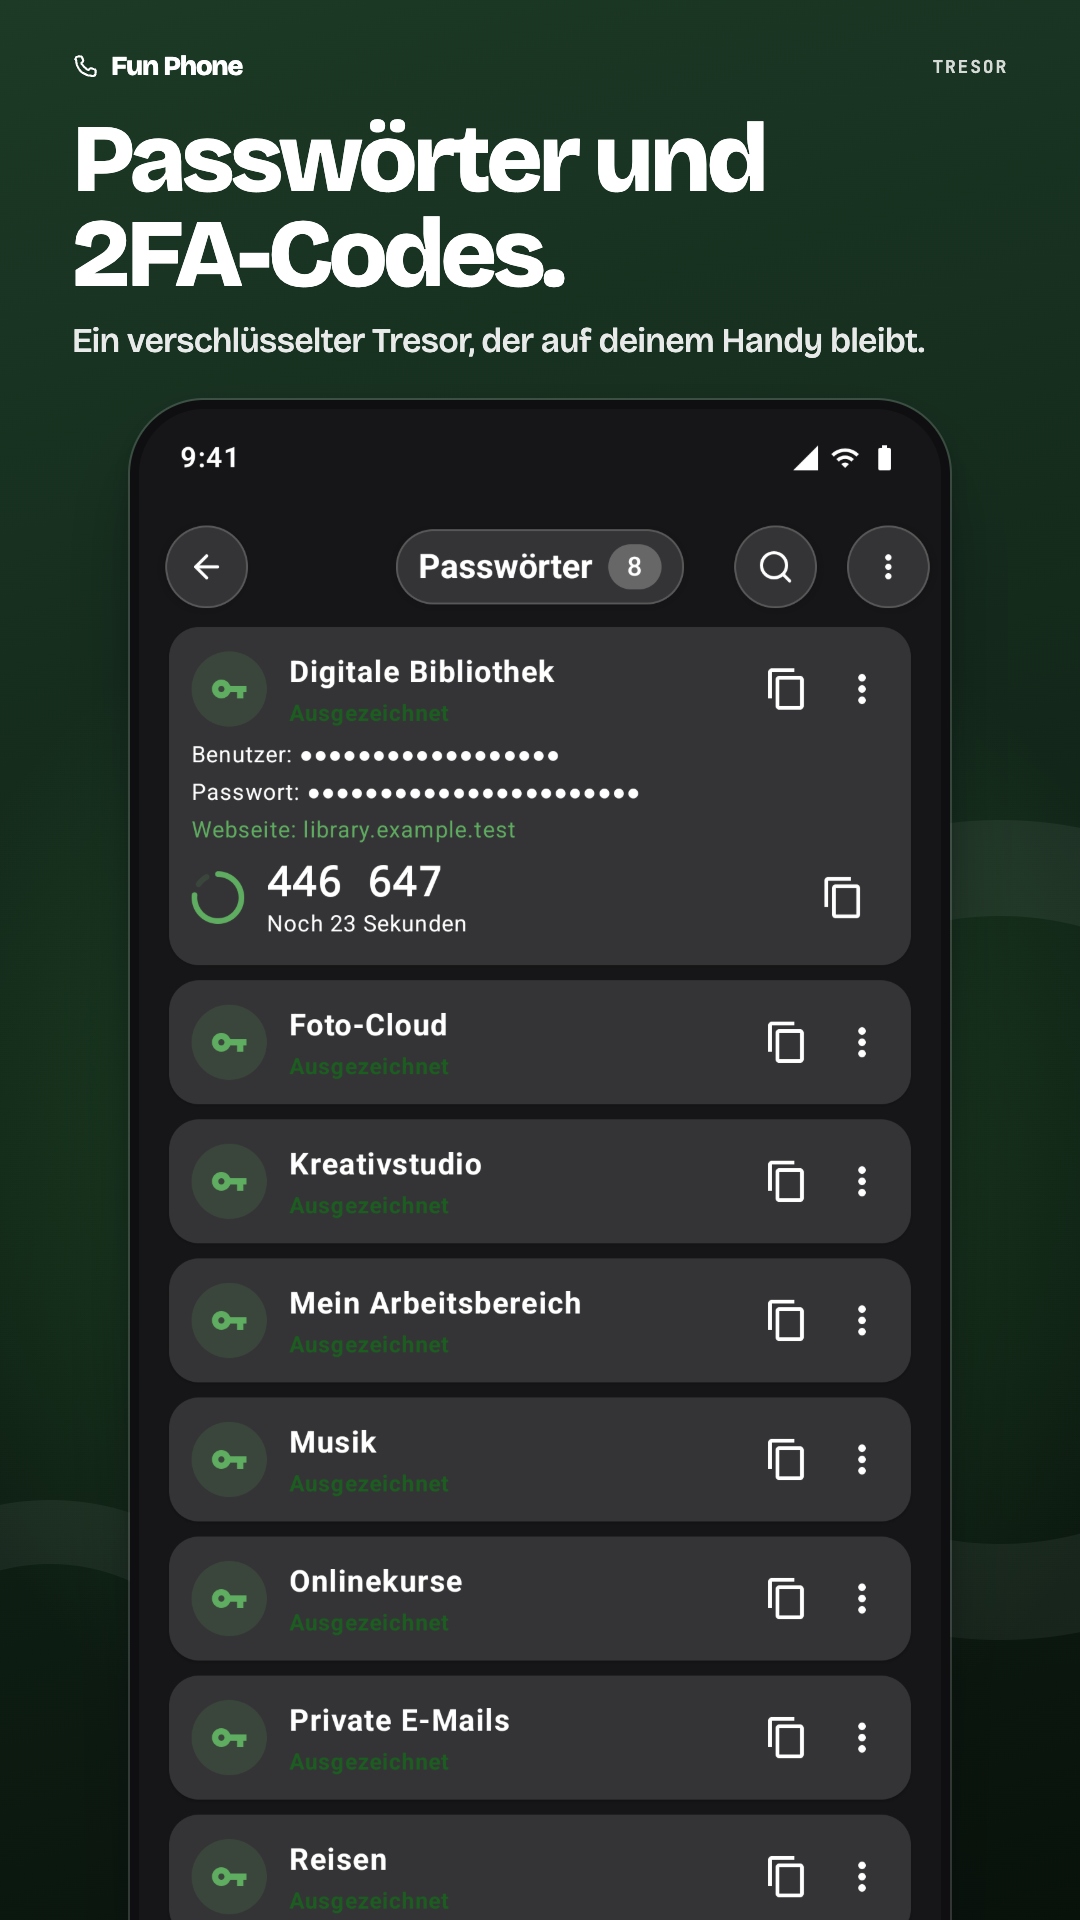 Fun Phone
TRESOR
Passwörter und
2FA-Codes.
Ein verschlüsselter Tresor, der auf deinem Handy bleibt.
9:41
Passwörter 8
Digitale Bibliothek
Ausgezeichnet
Benutzer: ●●●●●●●●●●●●●●●●●●
Passwort: ●●●●●●●●●●●●●●●●●●●●●●●
Webseite: library.example.test
446 647
Noch 23 Sekunden
Foto-Cloud
Ausgezeichnet
Kreativstudio
Ausgezeichnet
Mein Arbeitsbereich
Ausgezeichnet
Musik
Ausgezeichnet
Onlinekurse
Ausgezeichnet
Private E-Mails
Ausgezeichnet
Reisen
Ausgezeichnet